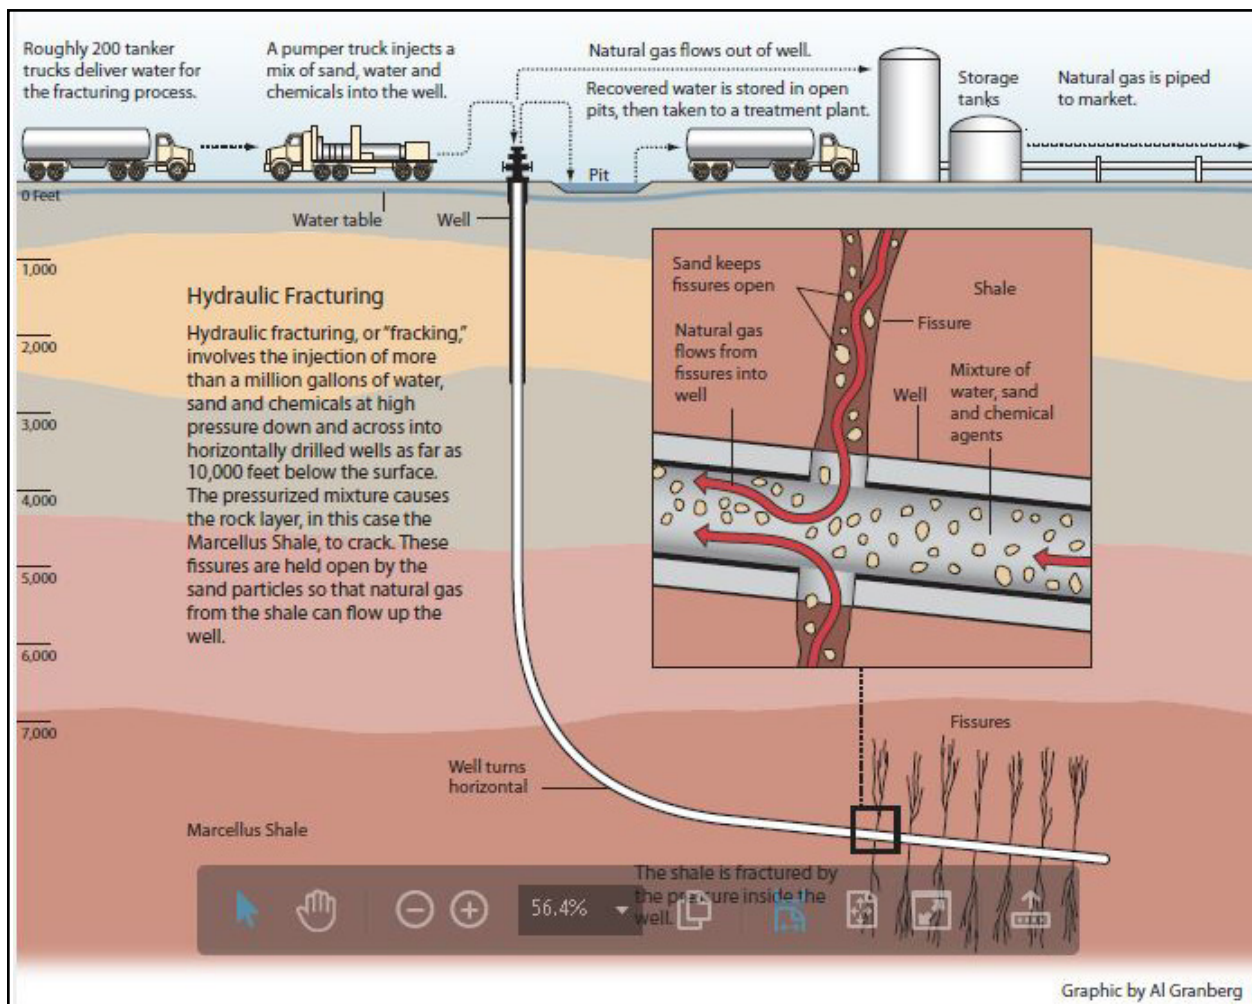 Roughly 200 tanker
trucks deliver water for
the fracturing process.
A pumper truck injects a
mix of sand, water and
chemicals into the well.
Natural gas flows out of well.
Recovered water is stored in open
pits, then taken to a treatment plant.
Storage
tanks
Natural gas is piped
to market.
Pit
0 Feet
Water table
Well
1,000
2,000
3,000
4,000
5,000
6,000
7,000
Hydraulic Fracturing
Hydraulic fracturing, or “fracking,”
involves the injection of more
than a million gallons of water,
sand and chemicals at high
pressure down and across into
horizontally drilled wells as far as
10,000 feet below the surface.
The pressurized mixture causes
the rock layer, in this case the
Marcellus Shale, to crack. These
fissures are held open by the
sand particles so that natural gas
from the shale can flow up the
well.
Sand keeps
fissures open
Shale
Fissure
Natural gas
flows from
fissures into
well
Well
Mixture of
water, sand
and chemical
agents
Fissures
Well turns
horizontal
Marcellus Shale
The shale is fractured by
the pressure inside the
well.
56.4%
Graphic by Al Granberg